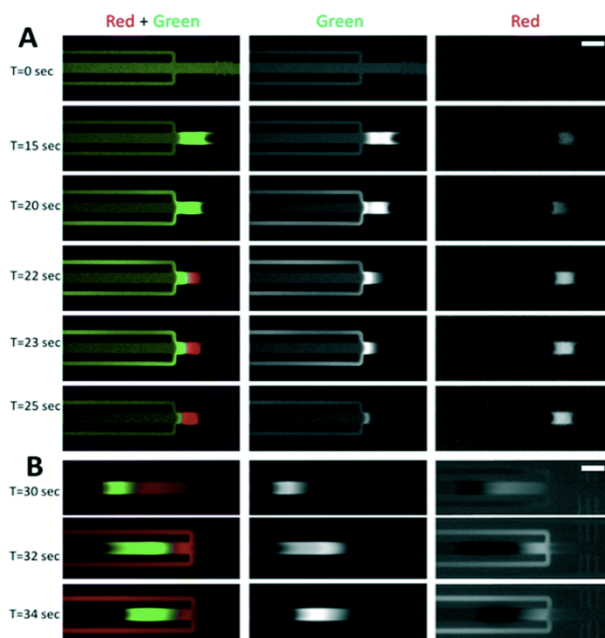 Red + Green
Green
Red
A
T=0 sec
T=15 sec
T=20 sec
T=22 sec
T=23 sec
T=25 sec
B
T=30 sec
T=32 sec
T=34 sec